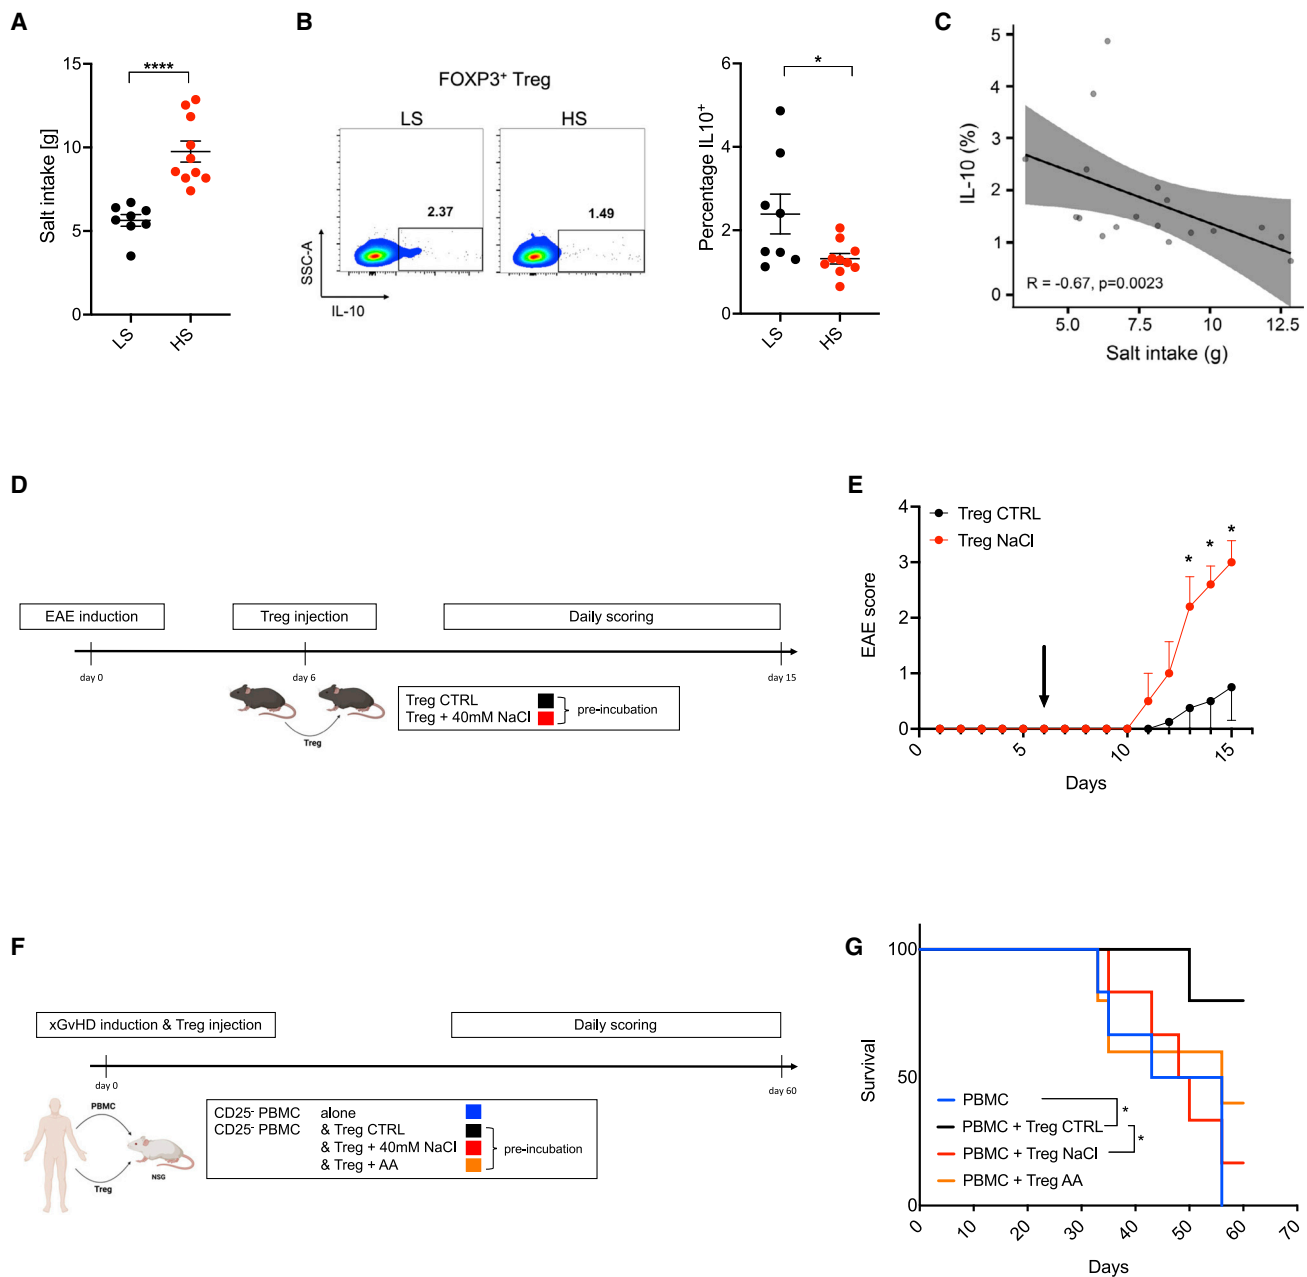 A
15
10
5
0
Salt intake [g]
****
LS
HS
B
FOXP3⁺ Treg
LS
HS
2.37
1.49
SSC-A
IL-10
6
4
2
0
Percentage IL10⁺
*
LS
HS
C
5
4
3
2
1
0
IL-10 (%)
R = -0.67, p=0.0023
5.0
7.5
10
12.5
Salt intake (g)
D
EAE induction
Treg injection
Daily scoring
day 0
day 6
day 15
Treg
Treg CTRL
Treg + 40mM NaCl
pre-incubation
E
4
3
2
1
0
EAE score
Treg CTRL
Treg NaCl
*
*
*
0
5
10
15
Days
F
xGvHD induction & Treg injection
Daily scoring
day 0
day 60
PBMC
Treg
NSG
CD25⁻ PBMC alone
CD25⁻ PBMC & Treg CTRL
& Treg + 40mM NaCl
& Treg + AA
pre-incubation
G
100
50
0
Survival
PBMC
PBMC + Treg CTRL
PBMC + Treg NaCl
PBMC + Treg AA
*
*
0
10
20
30
40
50
60
70
Days